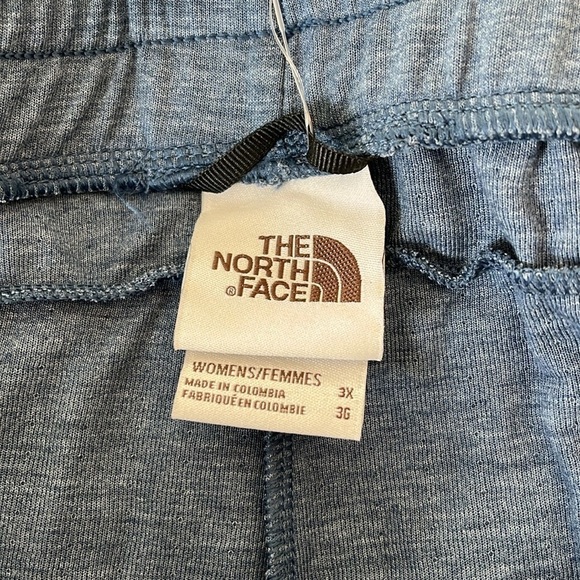 THE
NORTH
®FACE
WOMENS/FEMMES
MADE IN COLOMBIA 3X
FABRIQUÉ EN COLOMBIE 3G